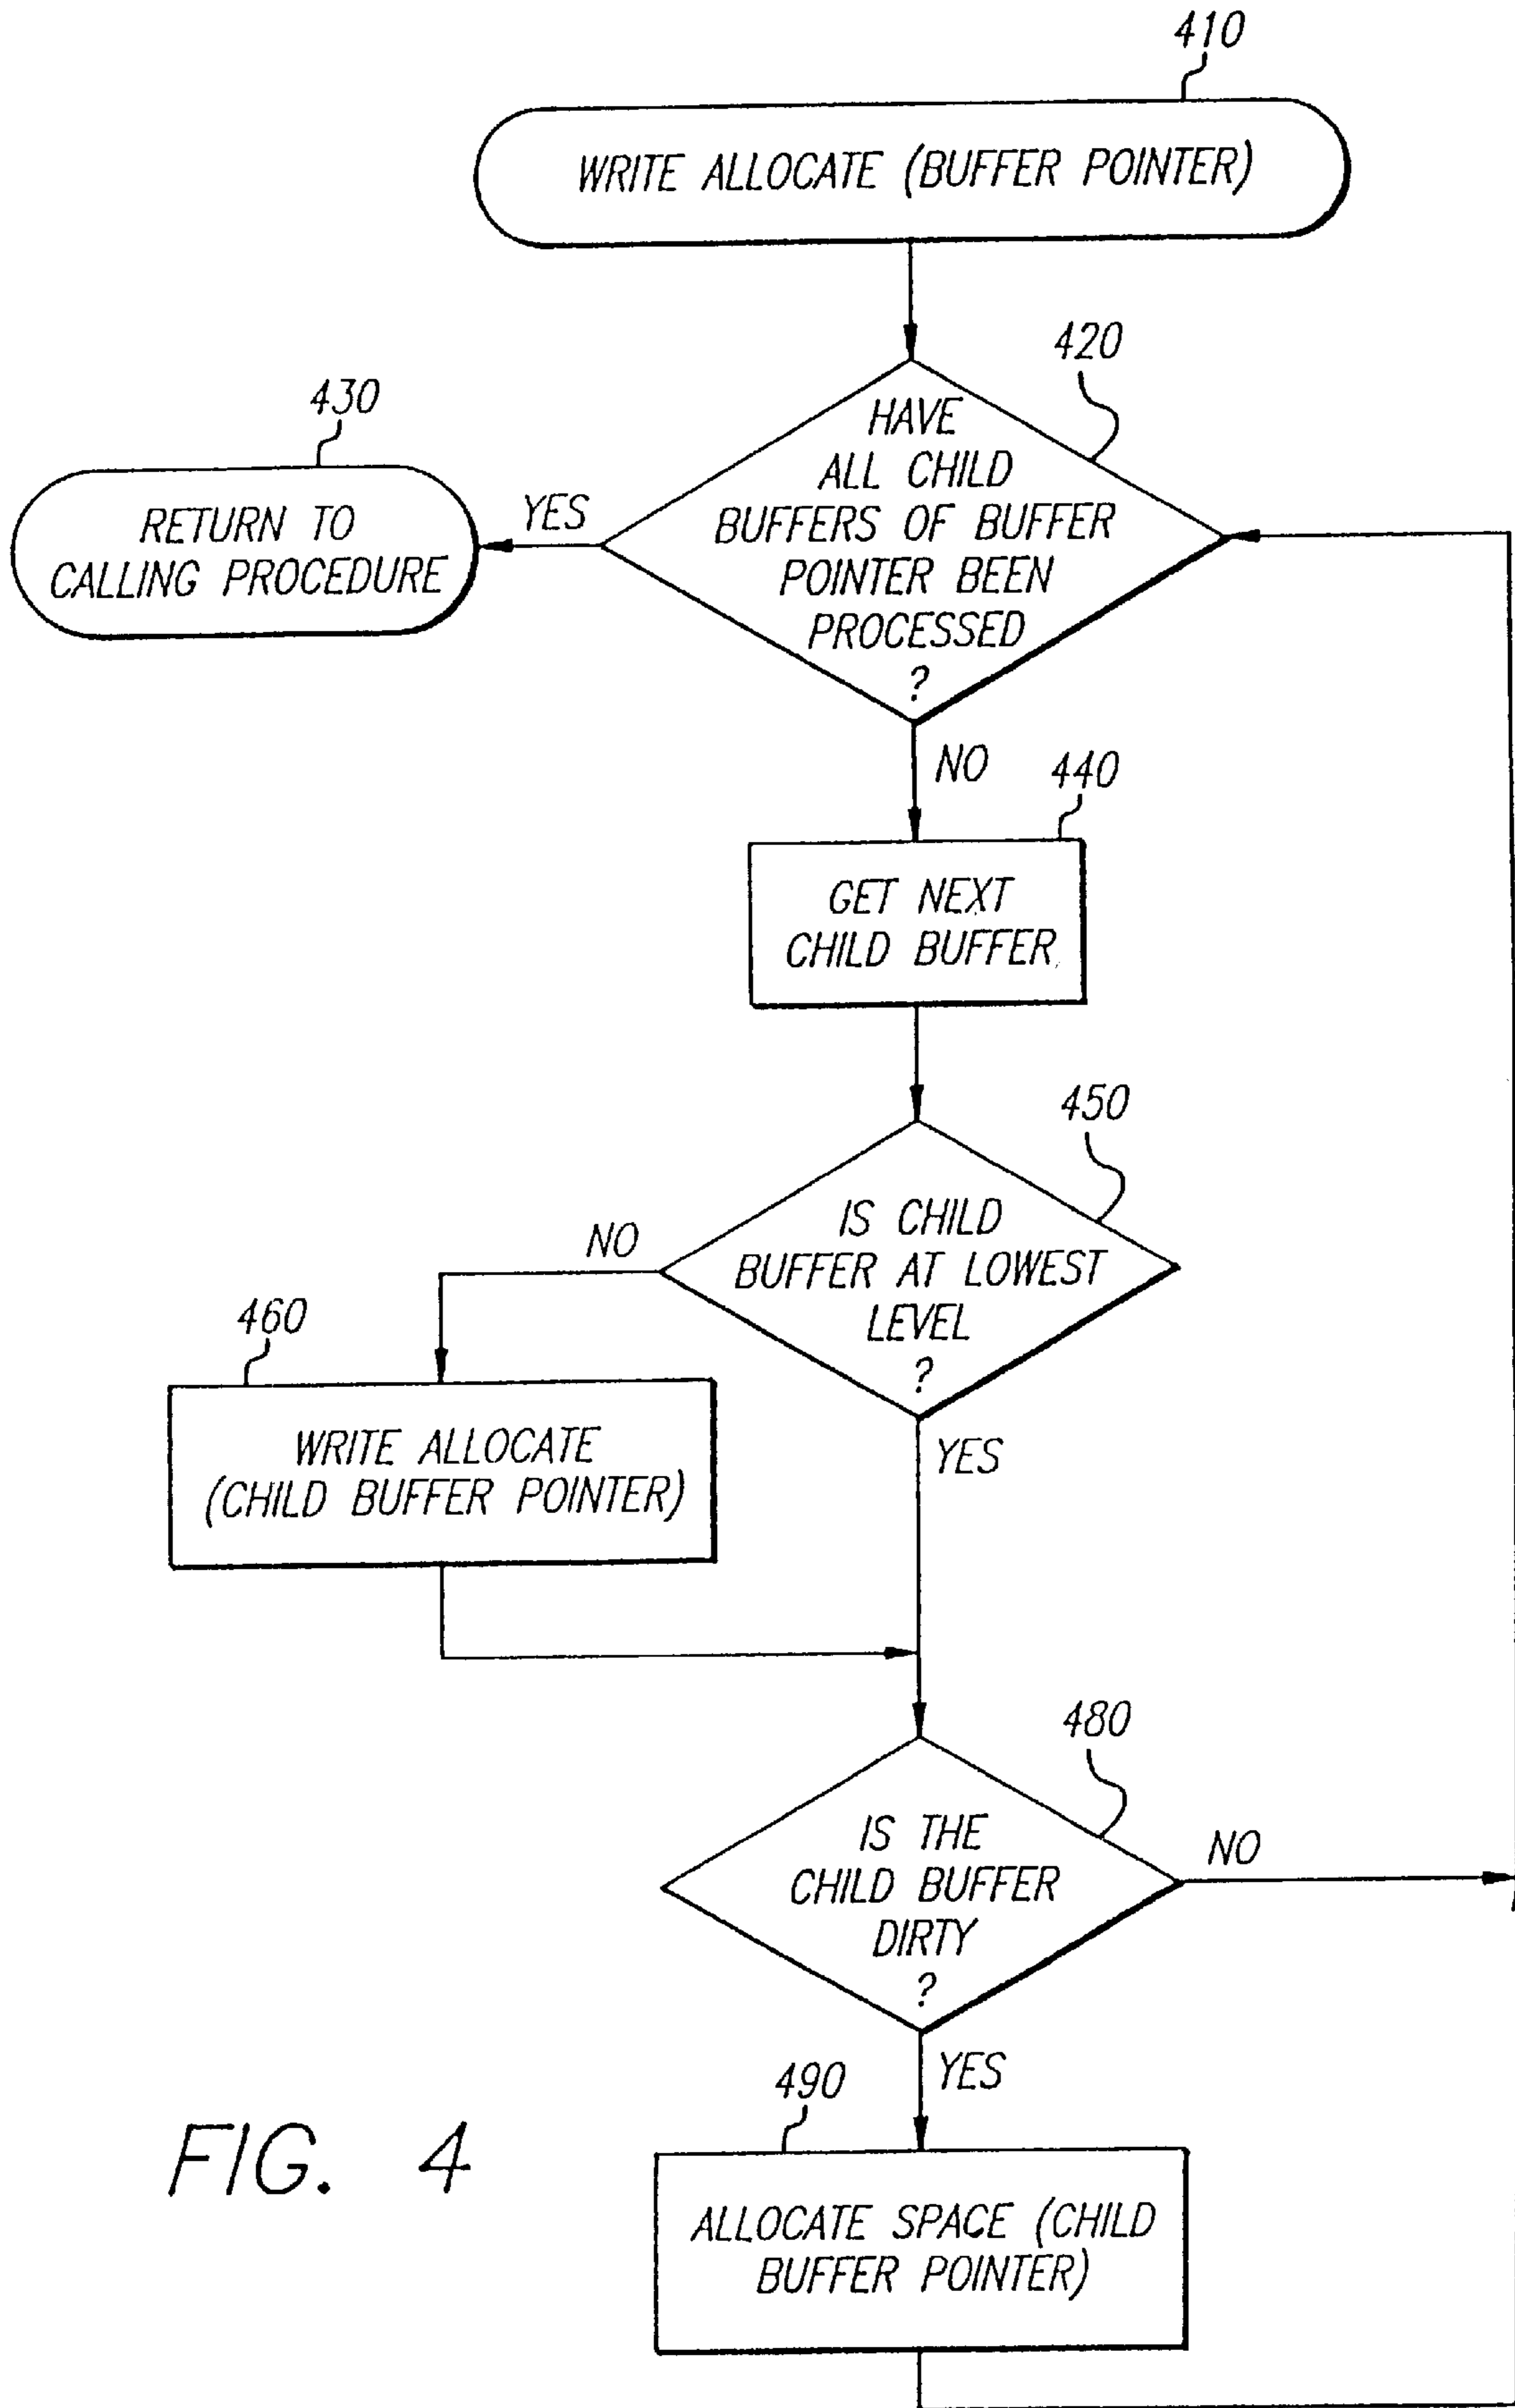 410
WRITE ALLOCATE (BUFFER POINTER)
420
HAVE
ALL CHILD
BUFFERS OF BUFFER
POINTER BEEN
PROCESSED
?
430
YES
RETURN TO
CALLING PROCEDURE
NO
440
GET NEXT
CHILD BUFFER
450
IS CHILD
BUFFER AT LOWEST
LEVEL
?
NO
460
WRITE ALLOCATE
(CHILD BUFFER POINTER)
YES
480
IS THE
CHILD BUFFER
DIRTY
?
NO
YES
490
ALLOCATE SPACE (CHILD
BUFFER POINTER)
FIG. 4